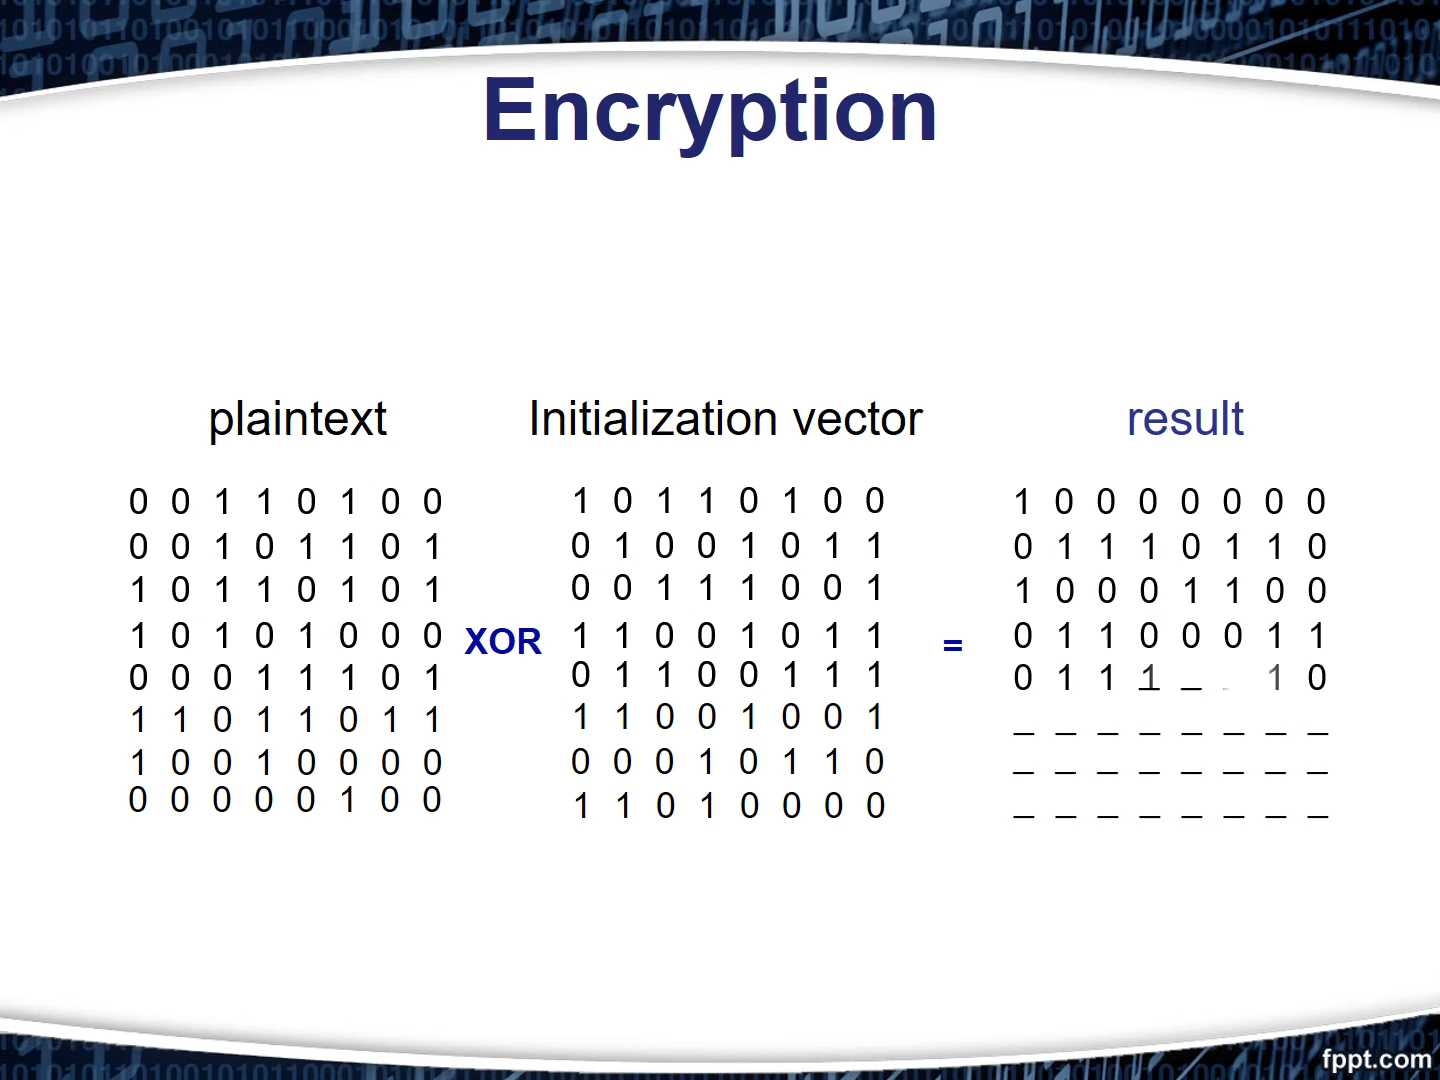 Encryption
plaintext Initialization vector result
0 0 1 1 0 1 0 0 1 0 1 1 0 1 0 0 1 0 0 0 0 0 0 0
0 0 1 0 1 1 0 1 0 1 0 0 1 0 1 1 0 1 1 1 0 1 1 0
1 0 1 1 0 1 0 1 0 0 1 1 1 0 0 1 1 0 0 0 1 1 0 0
1 0 1 0 1 0 0 0 XOR 1 1 0 0 1 0 1 1 = 0 1 1 0 0 0 1 1
0 0 0 1 1 1 0 1 0 1 1 0 0 1 1 1 0 1 1 1 _ 1 0
1 1 0 1 1 0 1 1 1 1 0 0 1 0 0 1 _ _ _ _ _ _ _ _
1 0 0 1 0 0 0 0 0 0 0 1 0 1 1 0 _ _ _ _ _ _ _ _
0 0 0 0 0 1 0 0 1 1 0 1 0 0 0 0 _ _ _ _ _ _ _ _
fppt.com